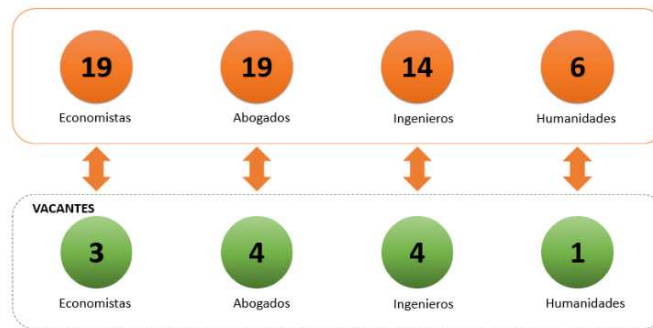 19 19 14 6
Economistas Abogados Ingenieros Humanidades
VACANTES
3 4 4 1
Economistas Abogados Ingenieros Humanidades